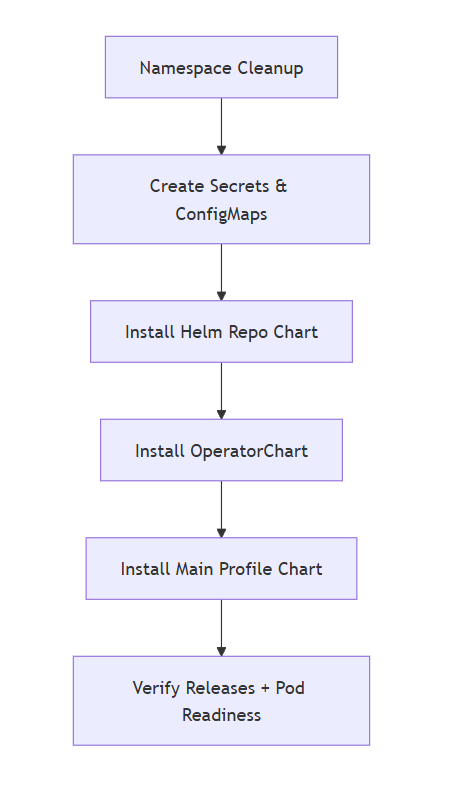 Namespace Cleanup
Create Secrets &
ConfigMaps
Install Helm Repo Chart
Install OperatorChart
Install Main Profile Chart
Verify Releases + Pod
Readiness